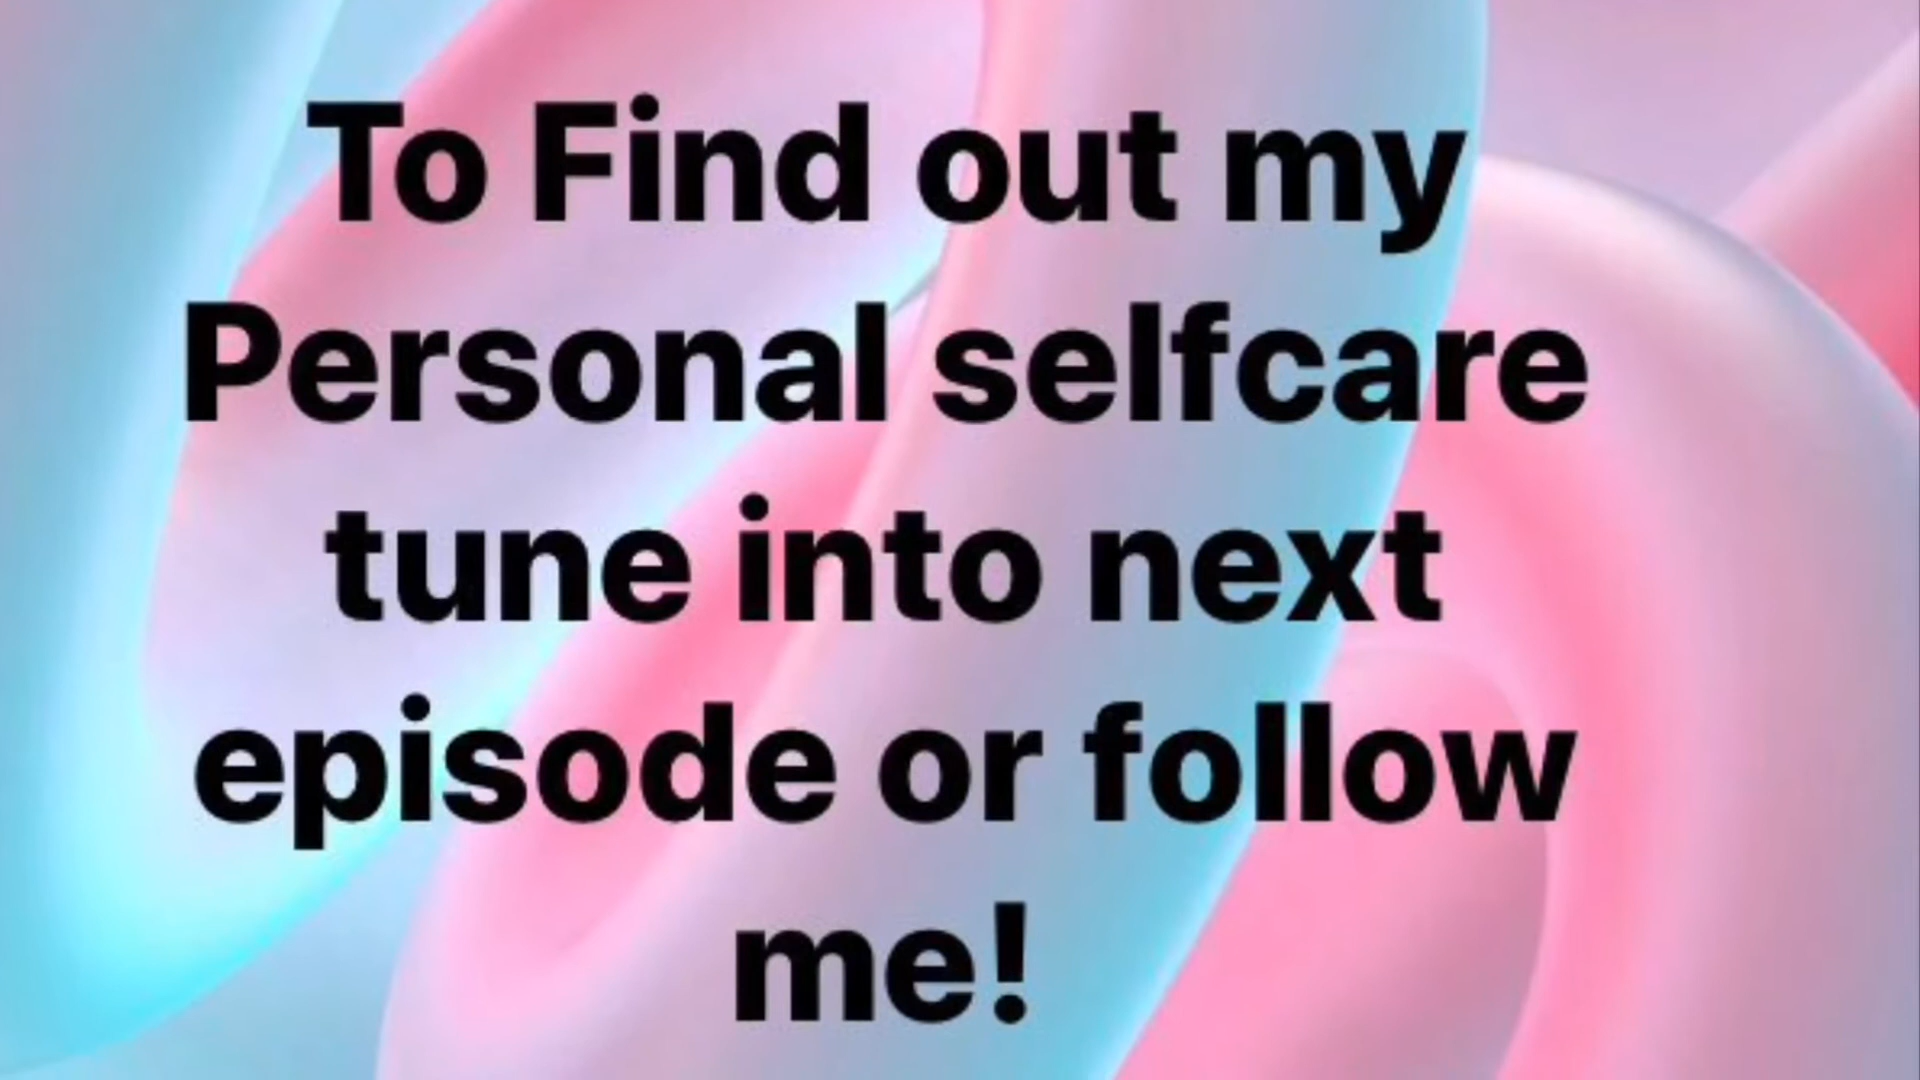 To Find out my
Personal selfcare
tune into next
episode or follow
me!